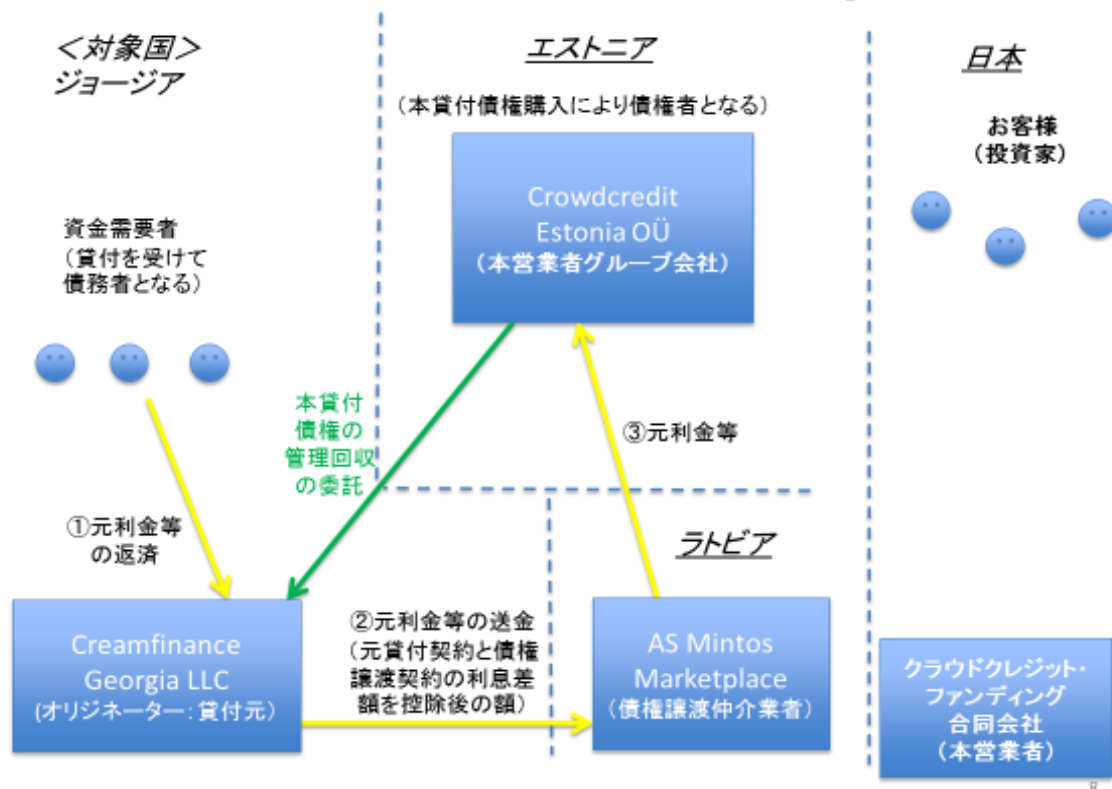 ＜対象国＞
ジョージア
資金需要者
（貸付を受けて
債務者となる）
①元利金等
の返済
Creamfinance
Georgia LLC
(オリジネーター：貸付元)
エストニア
（本貸付債権購入により債権者となる）
Crowdcredit
Estonia OÜ
（本営業者グループ会社）
本貸付
債権の
管理回収
の委託
③元利金等
②元利金等の送金
（元貸付契約と債権
譲渡契約の利息差
額を控除後の額）
ラトビア
AS Mintos
Marketplace
（債権譲渡仲介業者）
日本
お客様
（投資家）
クラウドクレジット・
ファンディング
合同会社
（本営業者）